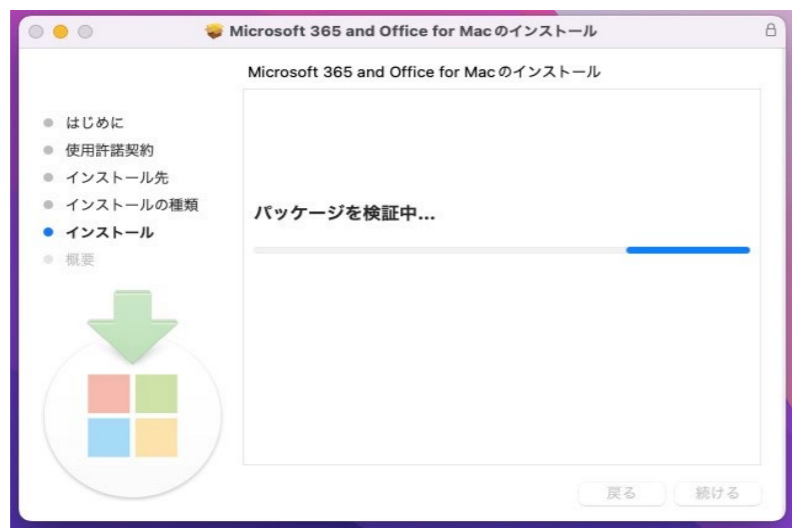 Microsoft 365 and Office for Macのインストール
Microsoft 365 and Office for Macのインストール
はじめに
使用許諾契約
インストール先
インストールの種類
インストール
概要
パッケージを検証中...
戻る
続ける